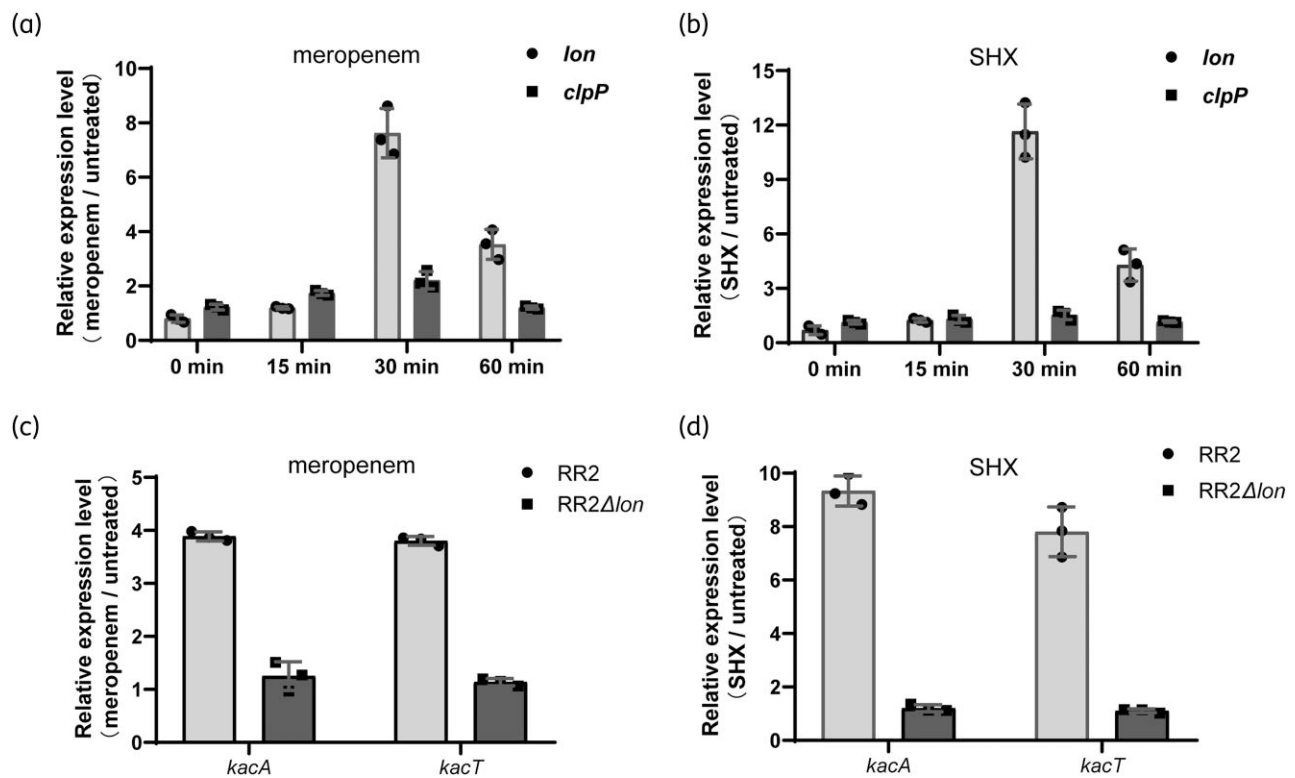 (a)
meropenem
lon
clpP
Relative expression level
(meropenem / untreated)
10
8
6
4
2
0
0 min
15 min
30 min
60 min
(b)
SHX
lon
clpP
Relative expression level
(SHX / untreated)
15
12
9
6
3
0
0 min
15 min
30 min
60 min
(c)
meropenem
RR2
RR2Δlon
Relative expression level
(meropenem / untreated)
5
4
3
2
1
0
kacA
kacT
(d)
SHX
RR2
RR2Δlon
Relative expression level
(SHX / untreated)
10
8
6
4
2
0
kacA
kacT